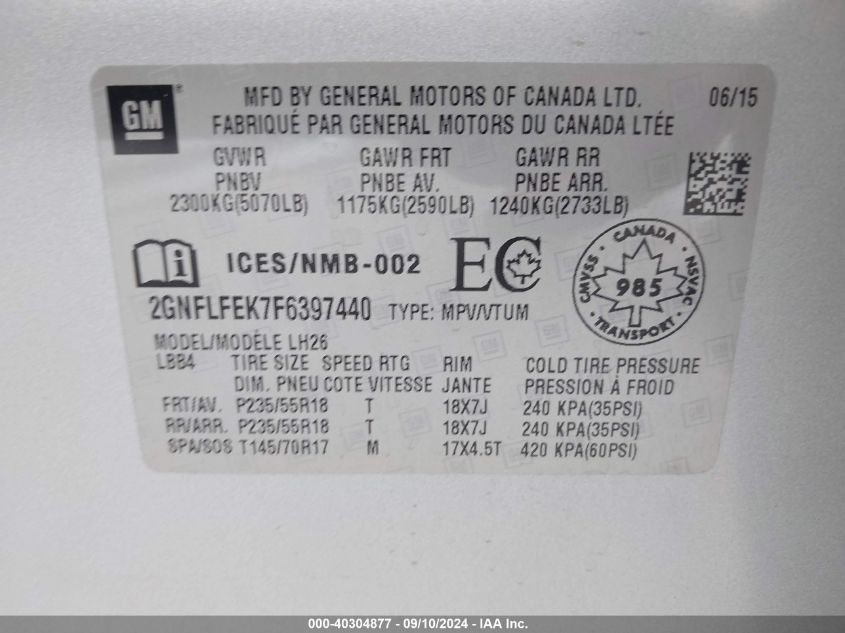 GM
MFD BY GENERAL MOTORS OF CANADA LTD. 06/15
FABRIQUÉ PAR GENERAL MOTORS DU CANADA LTÉE
GVWR GAWR FRT GAWR RR
PNBV PNBE AV. PNBE ARR.
2300KG(5070LB) 1175KG(2590LB) 1240KG(2733LB)
i ICES/NMB-002 EC
CANADA
CMVSS 985 NSVAC
TRANSPORT
2GNFLFEK7F6397440 TYPE: MPV/VTUM
MODEL/MODÈLE LH26
LBB4 TIRE SIZE SPEED RTG RIM COLD TIRE PRESSURE
DIM. PNEU COTE VITESSE JANTE PRESSION À FROID
FRT/AV. P235/55R18 T 18X7J 240 KPA(35PSI)
RR/ARR. P235/55R18 T 18X7J 240 KPA(35PSI)
SPA/SOS T145/70R17 M 17X4.5T 420 KPA(60PSI)
000-40304877 - 09/10/2024 - IAA Inc.